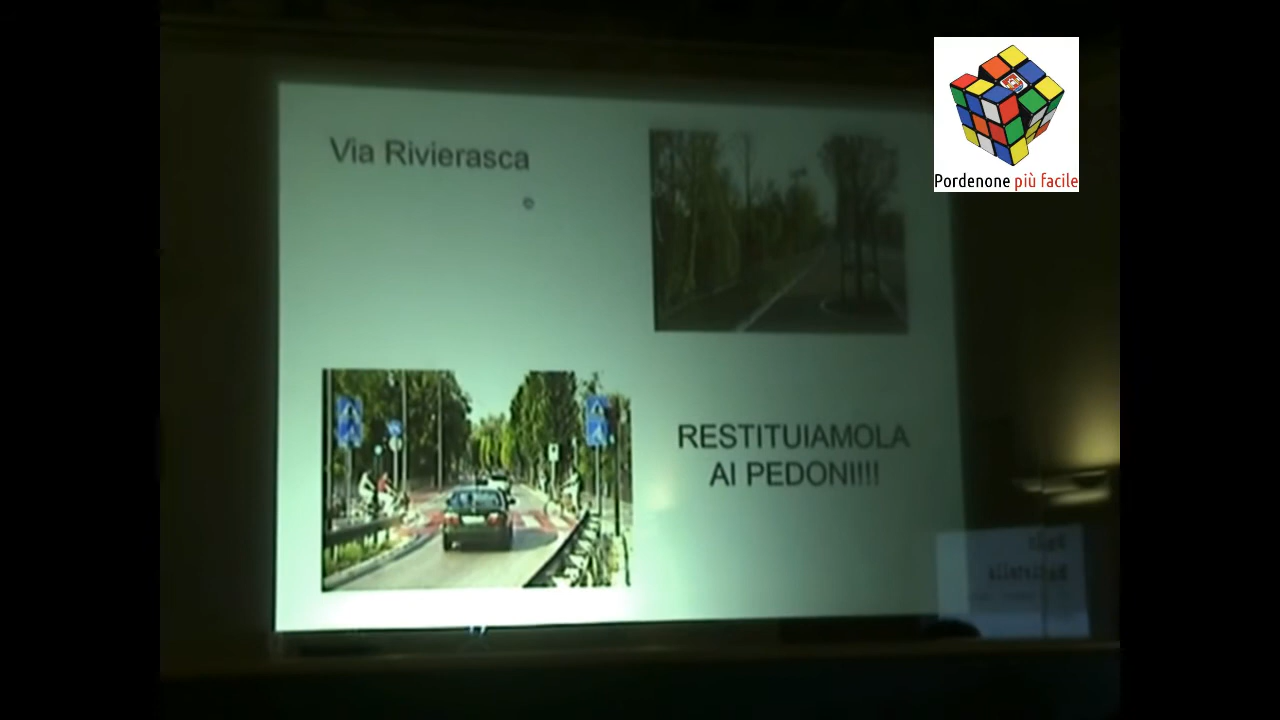 Via Rivierasca
e
RESTITUIAMOLA
AI PEDONI!!!!
Pordenone più facile